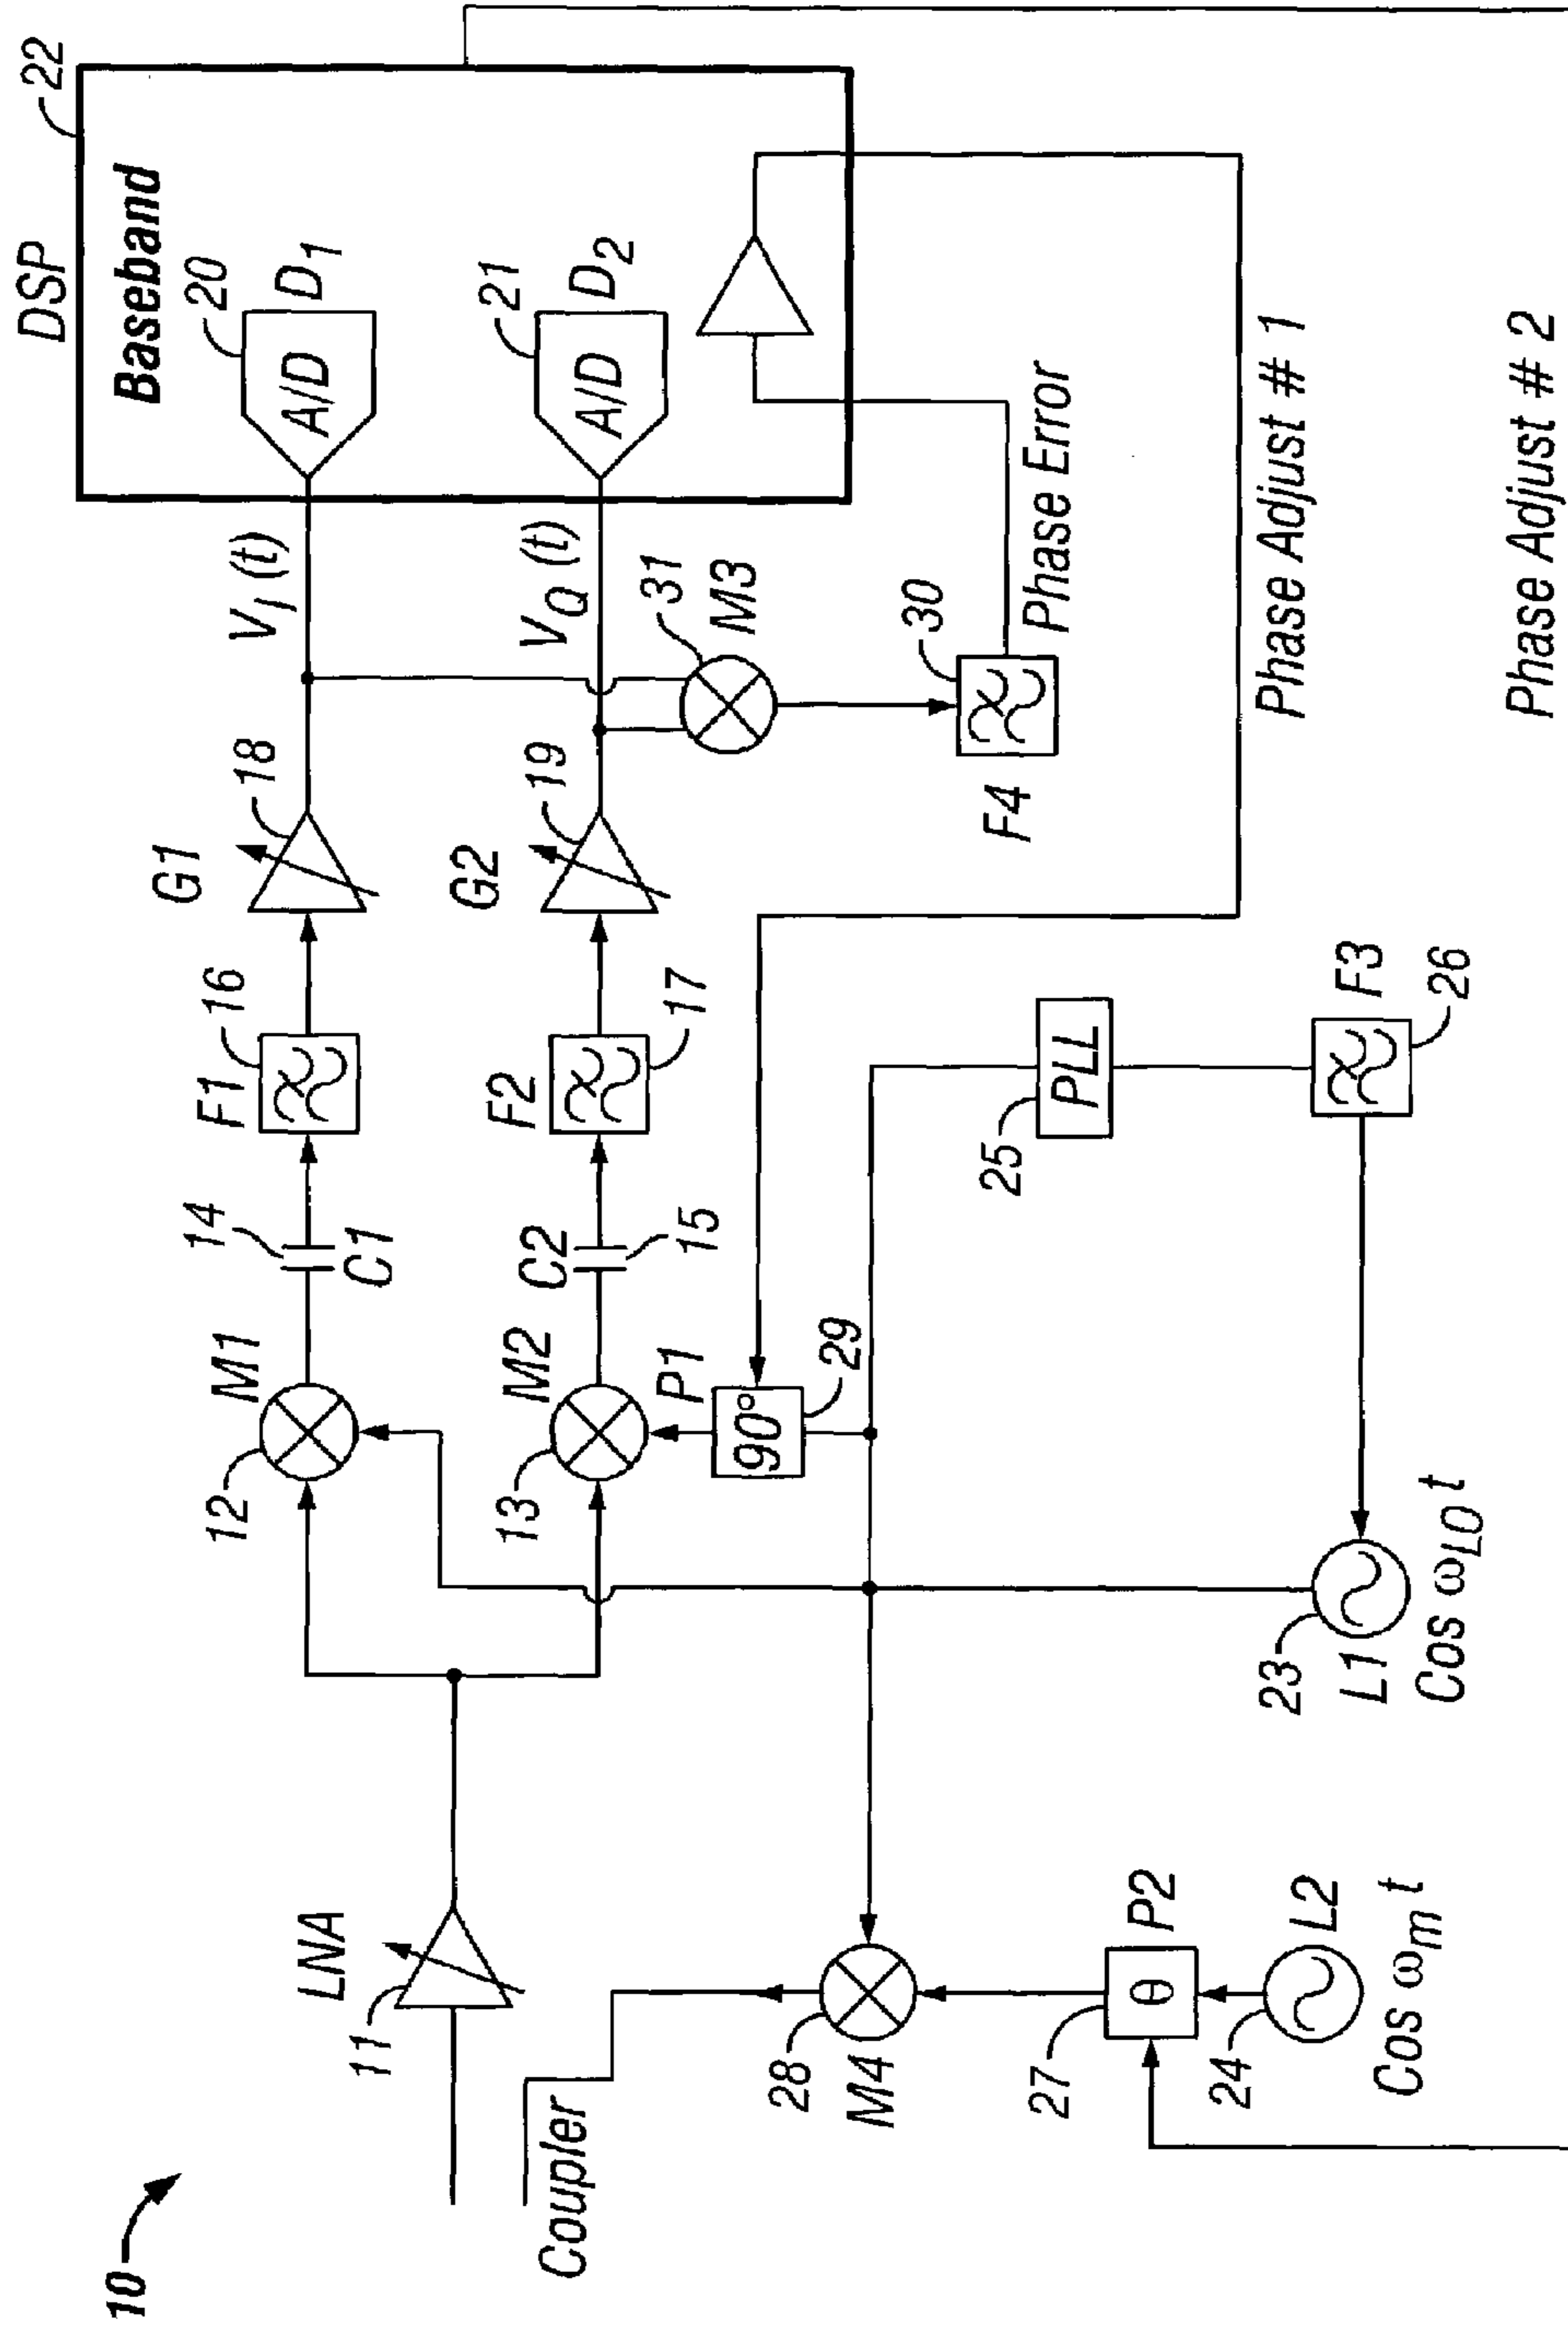 10
DSP
22
Baseband
20
A/D
D1
21
A/D
D2
VI (t)
VQ (t)
31
M3
30
F4
Phase Error
G1
18
G2
19
F1
16
F2
17
14
C1
C2
15
M1
12
M2
13
P1
90°
29
LNA
11
Coupler
28
M4
27
θ
P2
24
L2
Cos ωm t
23
L1
Cos ωLO t
25
PLL
F3
26
Phase Adjust # 1
Phase Adjust # 2